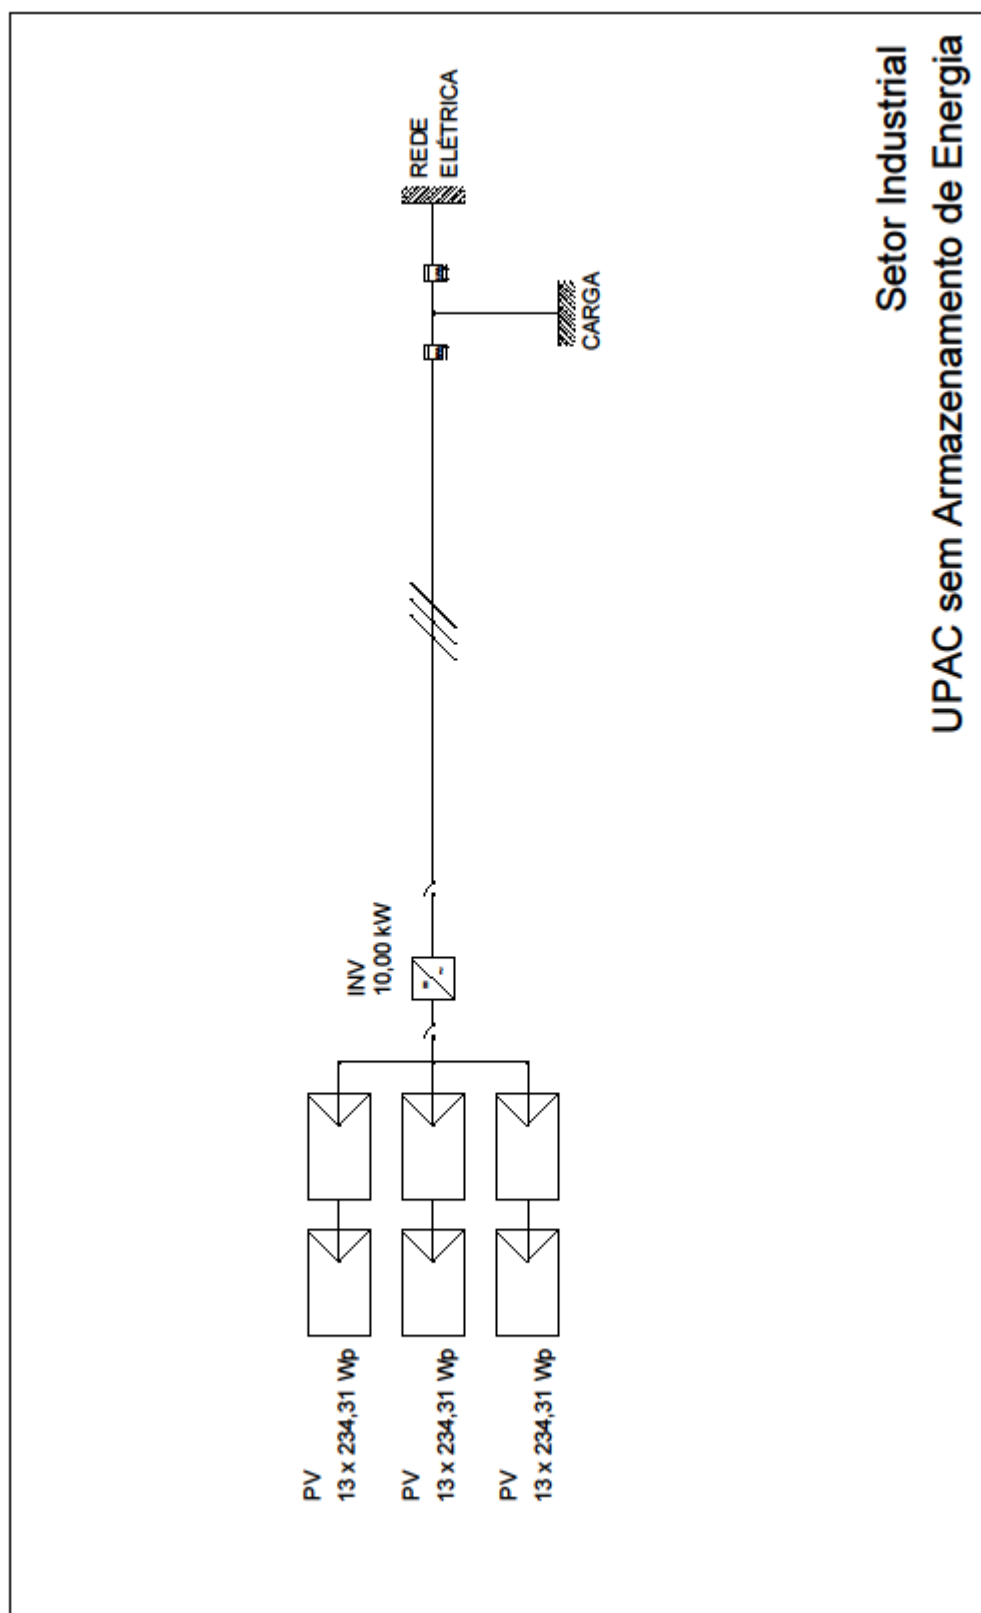 PV
13 x 234,31 Wp
PV
13 x 234,31 Wp
PV
13 x 234,31 Wp
INV
10,00 kW
REDE
ELÉTRICA
CARGA
Setor Industrial
UPAC sem Armazenamento de Energia